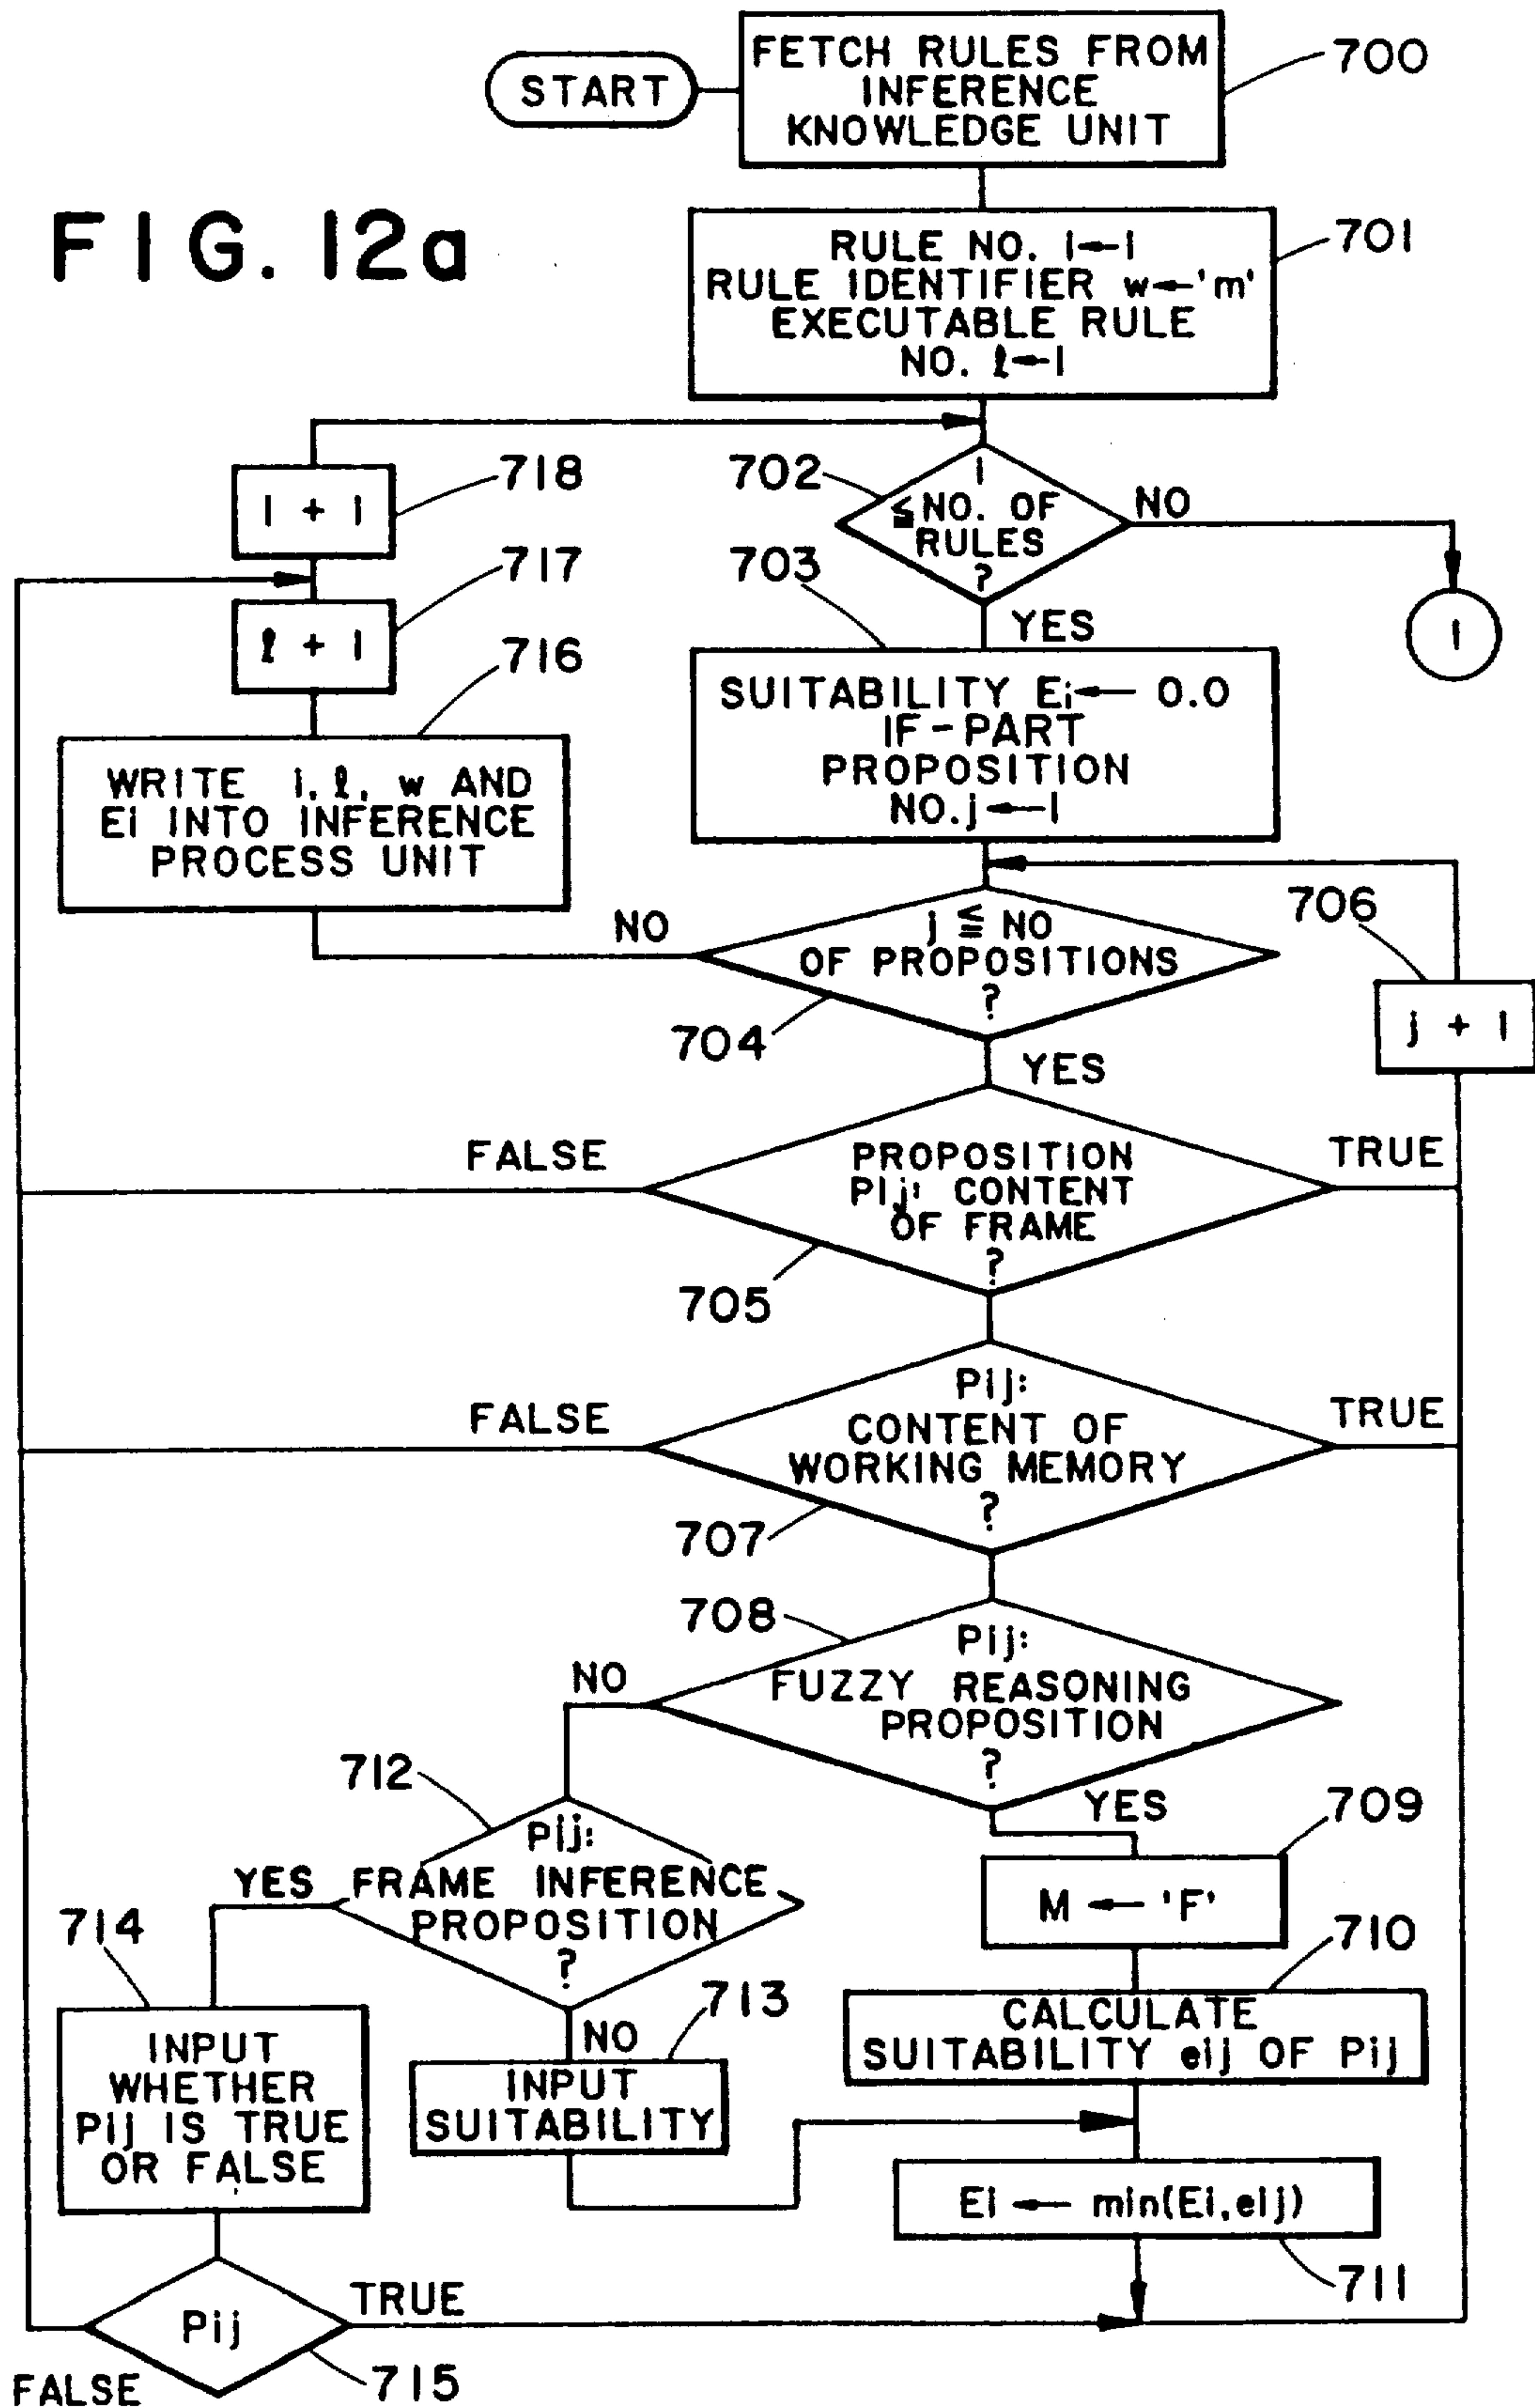 START
FETCH RULES FROM
INFERENCE
KNOWLEDGE UNIT
700
FIG. 12a
RULE NO. i←1
RULE IDENTIFIER w←'m'
EXECUTABLE RULE
NO. ℓ←1
701
i + 1
718
702
i
≦NO. OF
RULES
?
NO
1
YES
ℓ + 1
717
703
SUITABILITY Ei← 0.0
IF-PART
PROPOSITION
NO.j←1
716
WRITE i, ℓ, w AND
Ei INTO INFERENCE
PROCESS UNIT
NO
j ≦ NO
OF PROPOSITIONS
?
704
YES
706
j + 1
FALSE
PROPOSITION
Pij: CONTENT
OF FRAME
?
TRUE
705
FALSE
Pij:
CONTENT OF
WORKING MEMORY
?
TRUE
707
708
Pij:
FUZZY REASONING
PROPOSITION
?
NO
YES
709
M ← 'F'
712
Pij:
FRAME INFERENCE
PROPOSITION
?
YES
NO
710
CALCULATE
SUITABILITY eij OF Pij
714
INPUT
WHETHER
Pij IS TRUE
OR FALSE
713
INPUT
SUITABILITY
Ei ← min(Ei,eij)
711
Pij
TRUE
715
FALSE